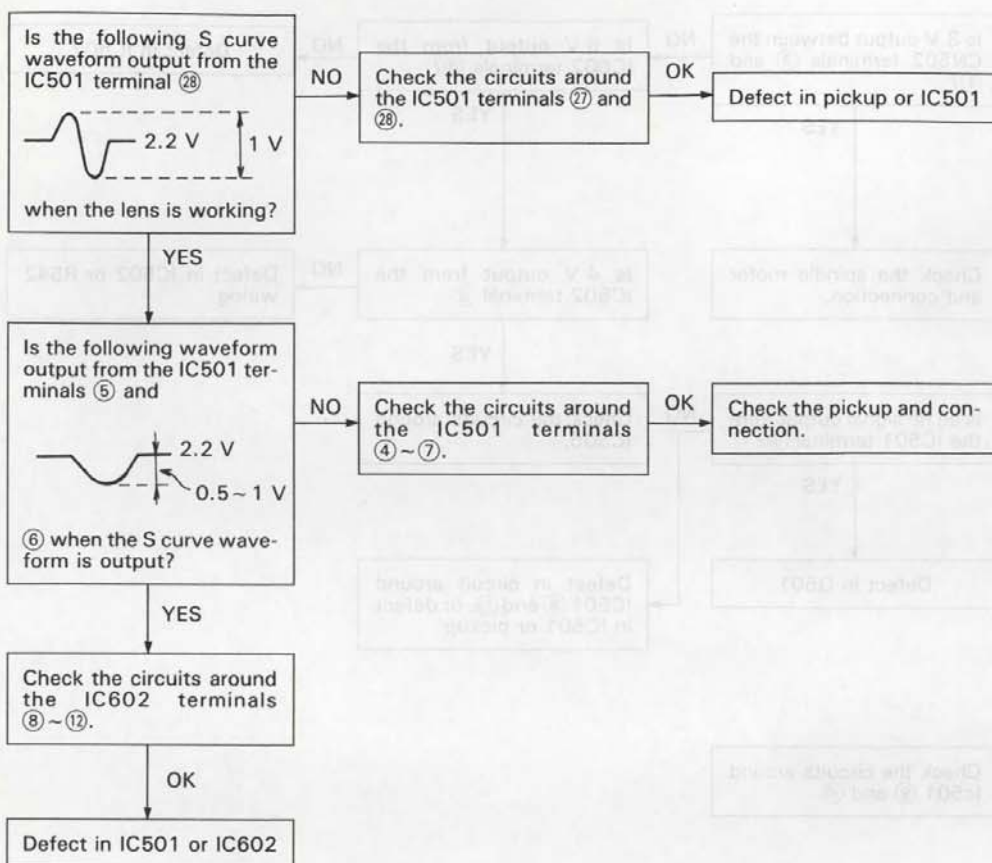 Is the following S curve
waveform output from the
IC501 terminal ㉘
2.2 V
1 V
when the lens is working?
NO
Check the circuits around
the IC501 terminals ㉗ and
㉘.
OK
Defect in pickup or IC501
YES
Is the following waveform
output from the IC501 ter-
minals ⑤ and
2.2 V
0.5 ~ 1 V
⑥ when the S curve wave-
form is output?
NO
Check the circuits around
the IC501 terminals
④ ~ ⑦.
OK
Check the pickup and con-
nection.
YES
Check the circuits around
the IC602 terminals
⑧ ~ ⑫.
OK
Defect in IC501 or IC602